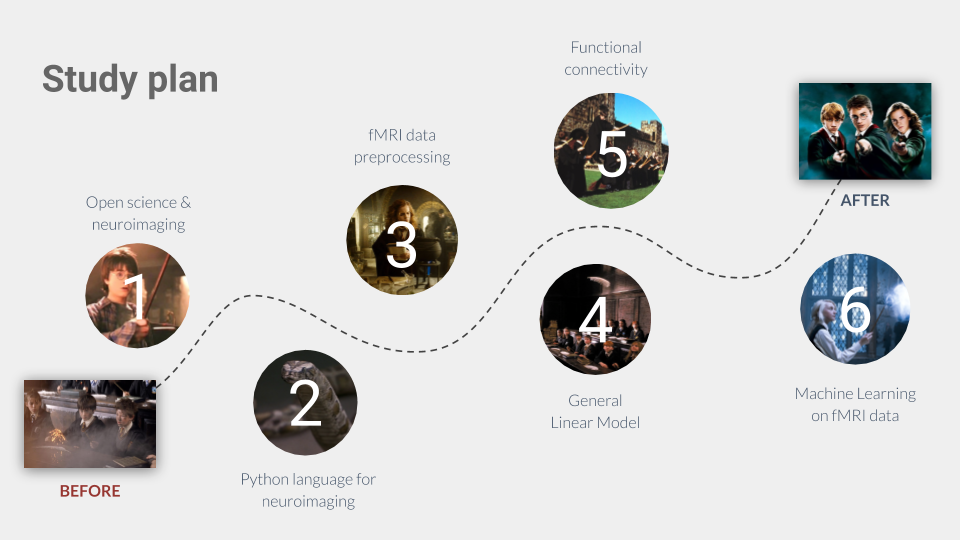 Study plan
Open science &
neuroimaging
1
BEFORE
2
Python language for
neuroimaging
fMRI data
preprocessing
3
4
General
Linear Model
Functional
connectivity
5
6
Machine Learning
on fMRI data
AFTER